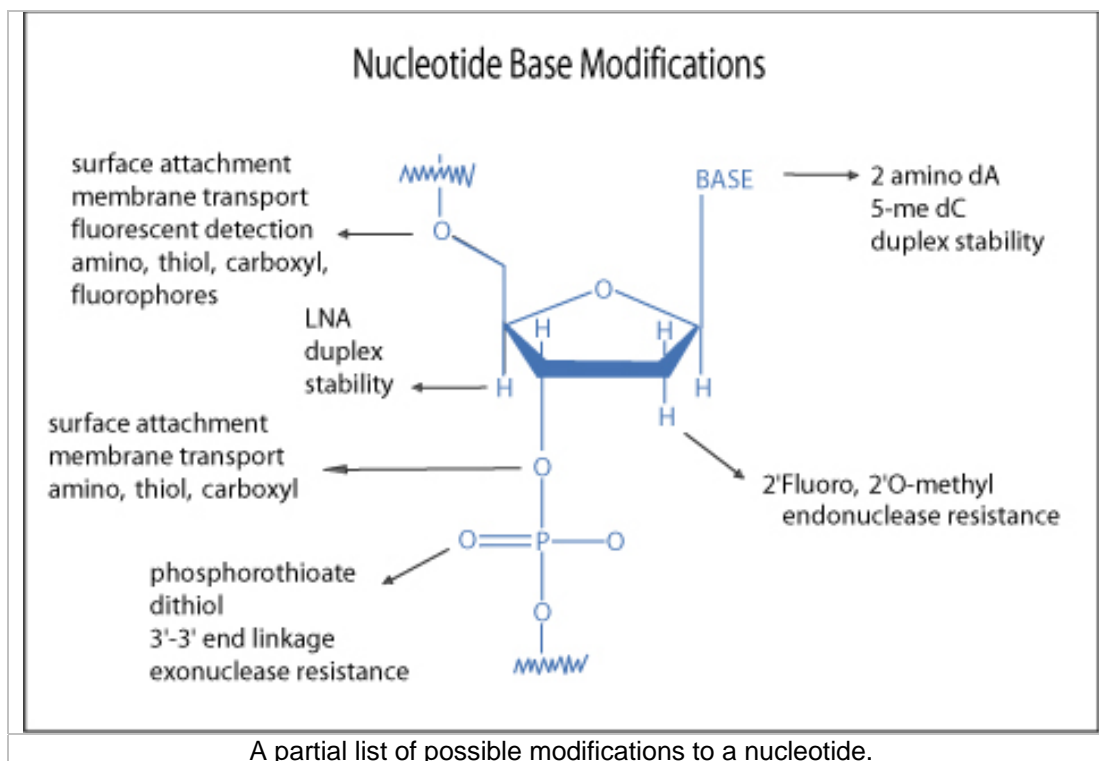 Nucleotide Base Modifications
surface attachment
membrane transport
fluorescent detection
amino, thiol, carboxyl,
fluorophores
BASE
2 amino dA
5-me dC
duplex stability
O
O
LNA
duplex
stability
H
H
H
H
H
surface attachment
membrane transport
amino, thiol, carboxyl
O
2'Fluoro, 2'O-methyl
endonuclease resistance
O
P
O
phosphorothioate
dithiol
3'-3' end linkage
exonuclease resistance
O
A partial list of possible modifications to a nucleotide.